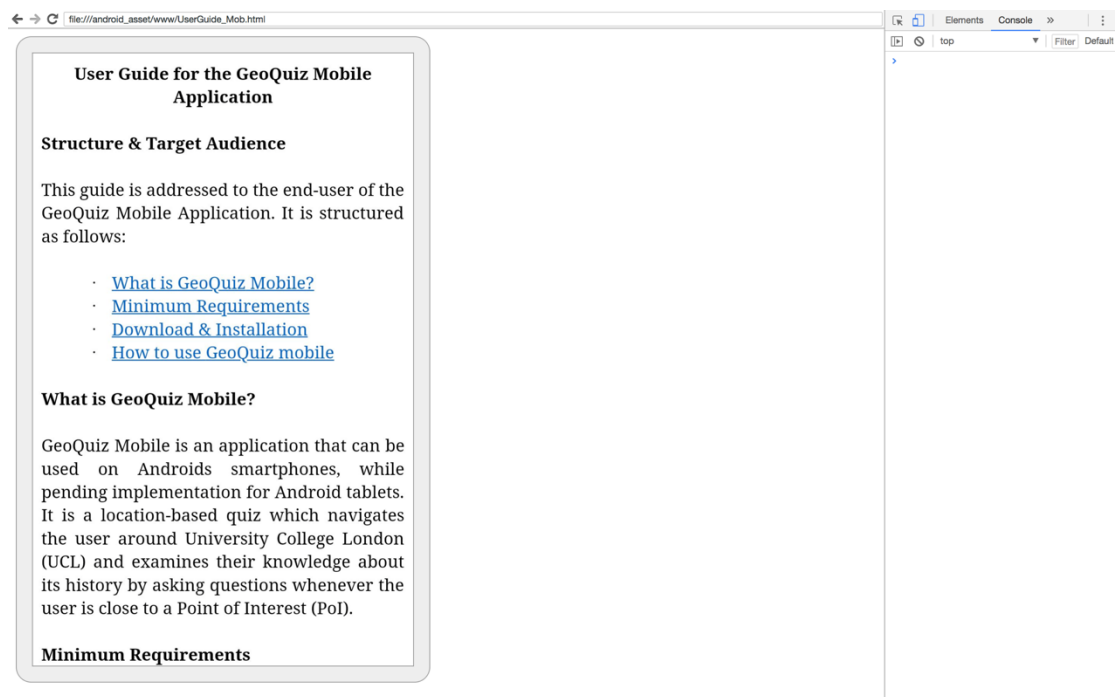 file:///android_asset/www/UserGuide_Mob.html
Elements Console »
top Filter Default
User Guide for the GeoQuiz Mobile
Application
Structure & Target Audience
This guide is addressed to the end-user of the
GeoQuiz Mobile Application. It is structured
as follows:
· What is GeoQuiz Mobile?
· Minimum Requirements
· Download & Installation
· How to use GeoQuiz mobile
What is GeoQuiz Mobile?
GeoQuiz Mobile is an application that can be
used on Androids smartphones, while
pending implementation for Android tablets.
It is a location-based quiz which navigates
the user around University College London
(UCL) and examines their knowledge about
its history by asking questions whenever the
user is close to a Point of Interest (PoI).
Minimum Requirements